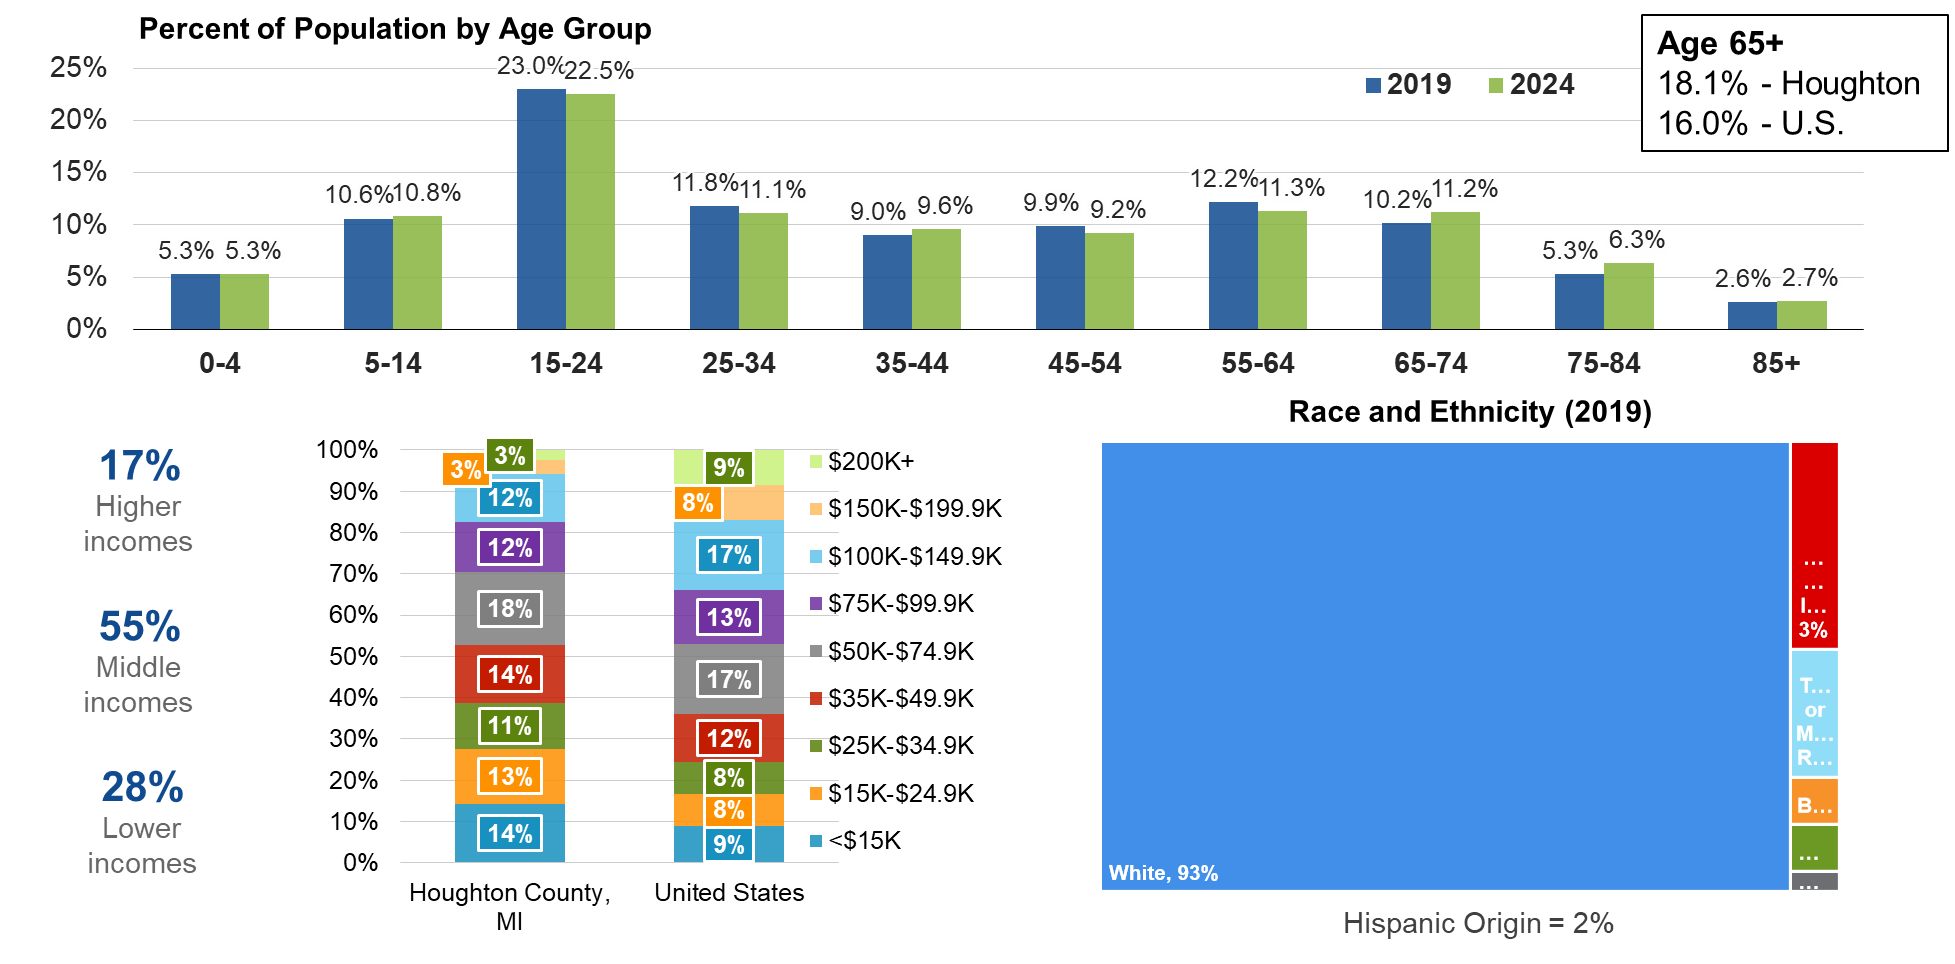 Percent of Population by Age Group
Age 65+
18.1% - Houghton
16.0% - U.S.
2019 2024
25%
20%
15%
10%
5%
0%
5.3% 5.3%
10.6% 10.8%
23.0% 22.5%
11.8% 11.1%
9.0% 9.6%
9.9% 9.2%
12.2% 11.3%
10.2% 11.2%
5.3% 6.3%
2.6% 2.7%
0-4 5-14 15-24 25-34 35-44 45-54 55-64 65-74 75-84 85+
17%
Higher
incomes
55%
Middle
incomes
28%
Lower
incomes
100%
90%
80%
70%
60%
50%
40%
30%
20%
10%
0%
3%
3%
12%
12%
18%
14%
11%
13%
14%
Houghton County,
MI
9%
8%
17%
13%
17%
12%
8%
8%
9%
United States
$200K+
$150K-$199.9K
$100K-$149.9K
$75K-$99.9K
$50K-$74.9K
$35K-$49.9K
$25K-$34.9K
$15K-$24.9K
<$15K
Race and Ethnicity (2019)
White, 93%
...
...
I...
3%
T...
or
M...
R...
B...
...
...
Hispanic Origin = 2%